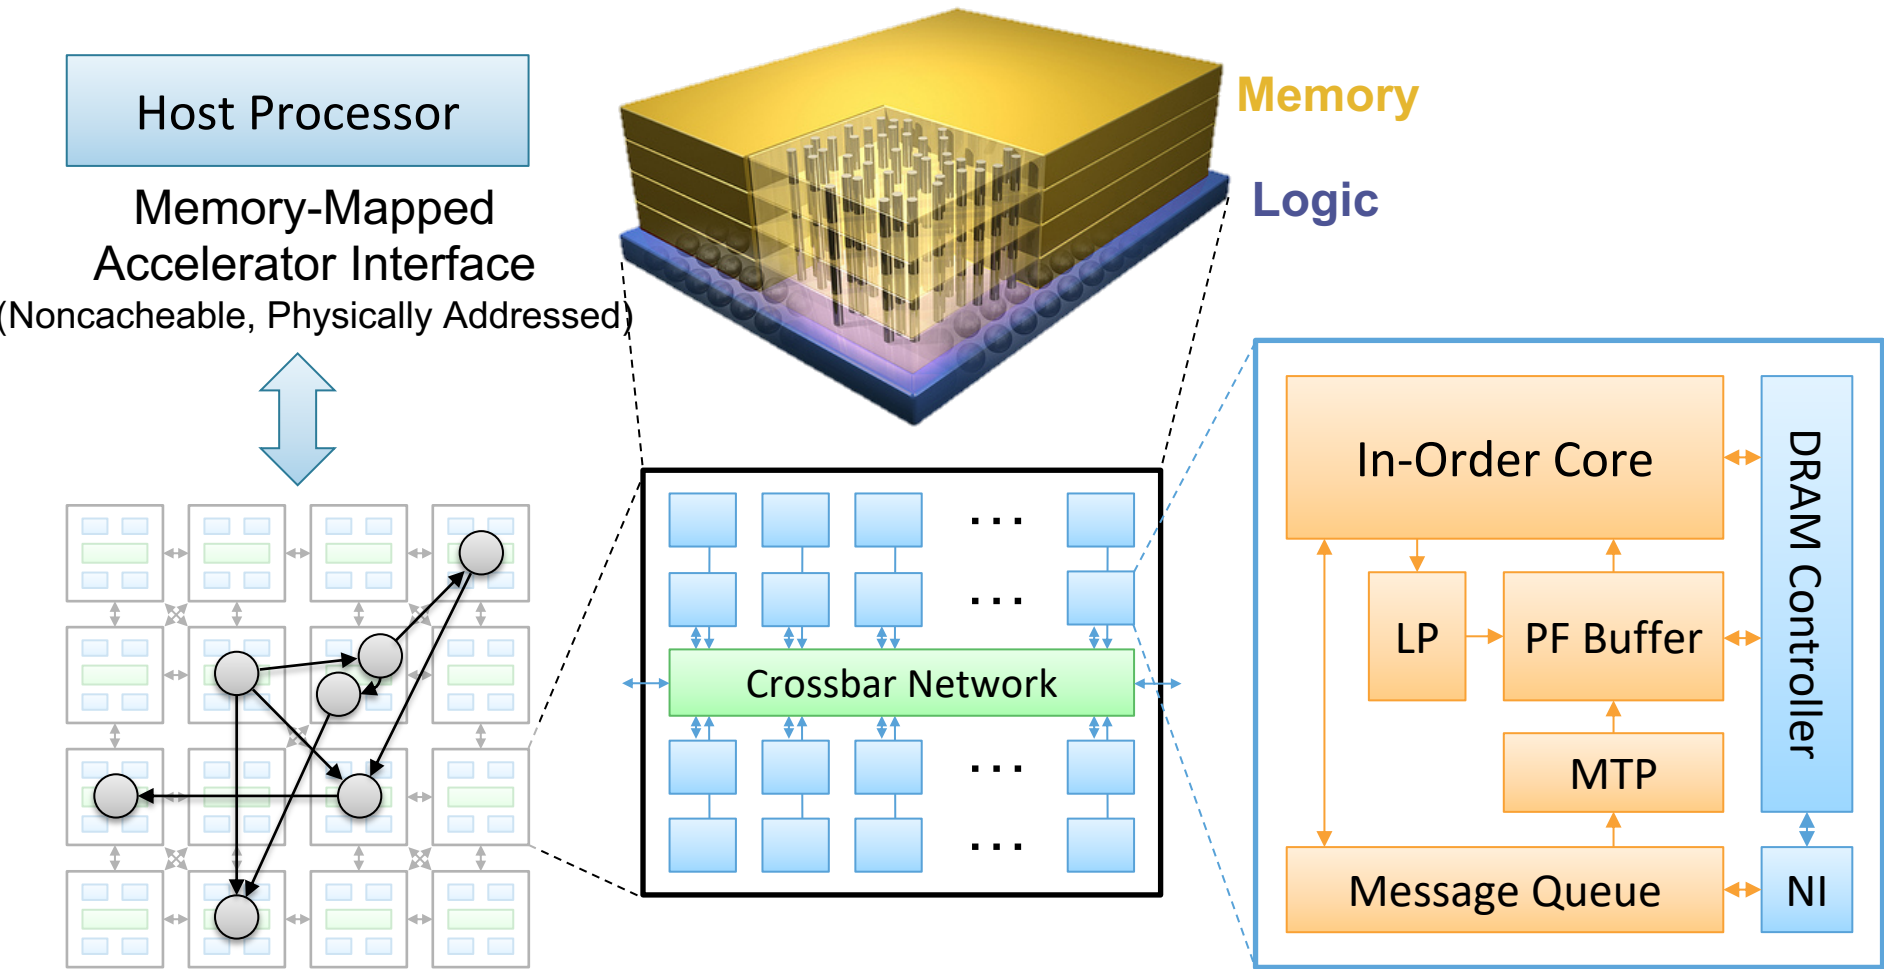 Host Processor
Memory-Mapped
Accelerator Interface
(Noncacheable, Physically Addressed)
Memory
Logic
...
...
Crossbar Network
...
...
In-Order Core
LP
PF Buffer
MTP
Message Queue
DRAM Controller
NI